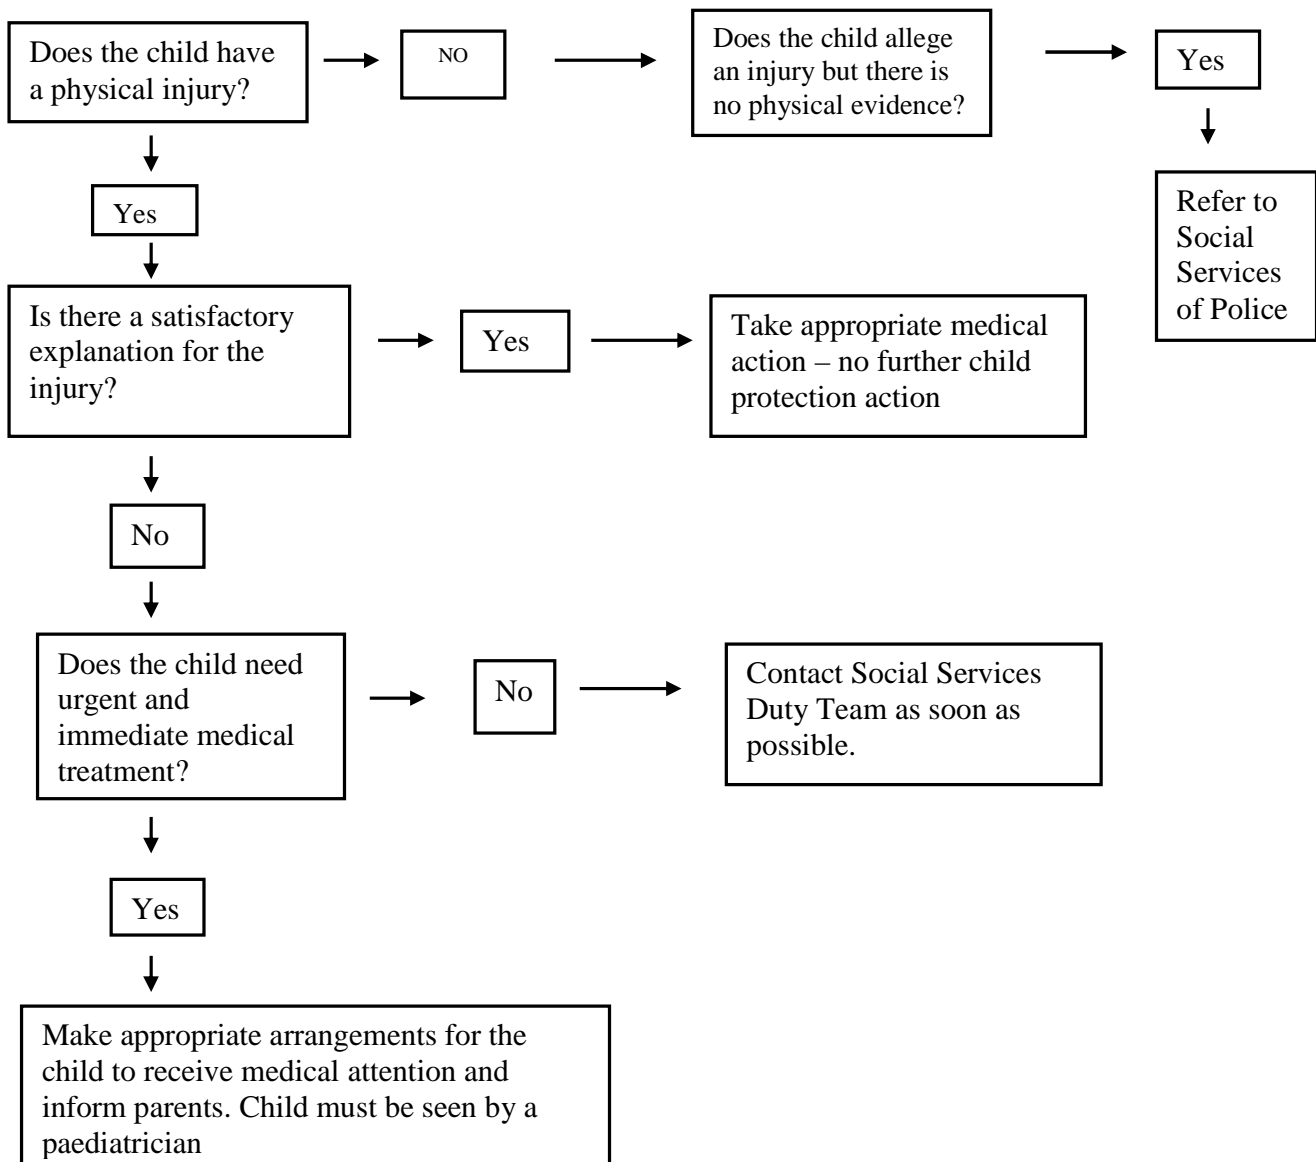 Does the child have
a physical injury?
NO
Does the child allege
an injury but there is
no physical evidence?
Yes
Refer to
Social
Services
of Police
Yes
Is there a satisfactory
explanation for the
injury?
Yes
Take appropriate medical
action – no further child
protection action
No
Does the child need
urgent and
immediate medical
treatment?
No
Contact Social Services
Duty Team as soon as
possible.
Yes
Make appropriate arrangements for the
child to receive medical attention and
inform parents. Child must be seen by a
paediatrician